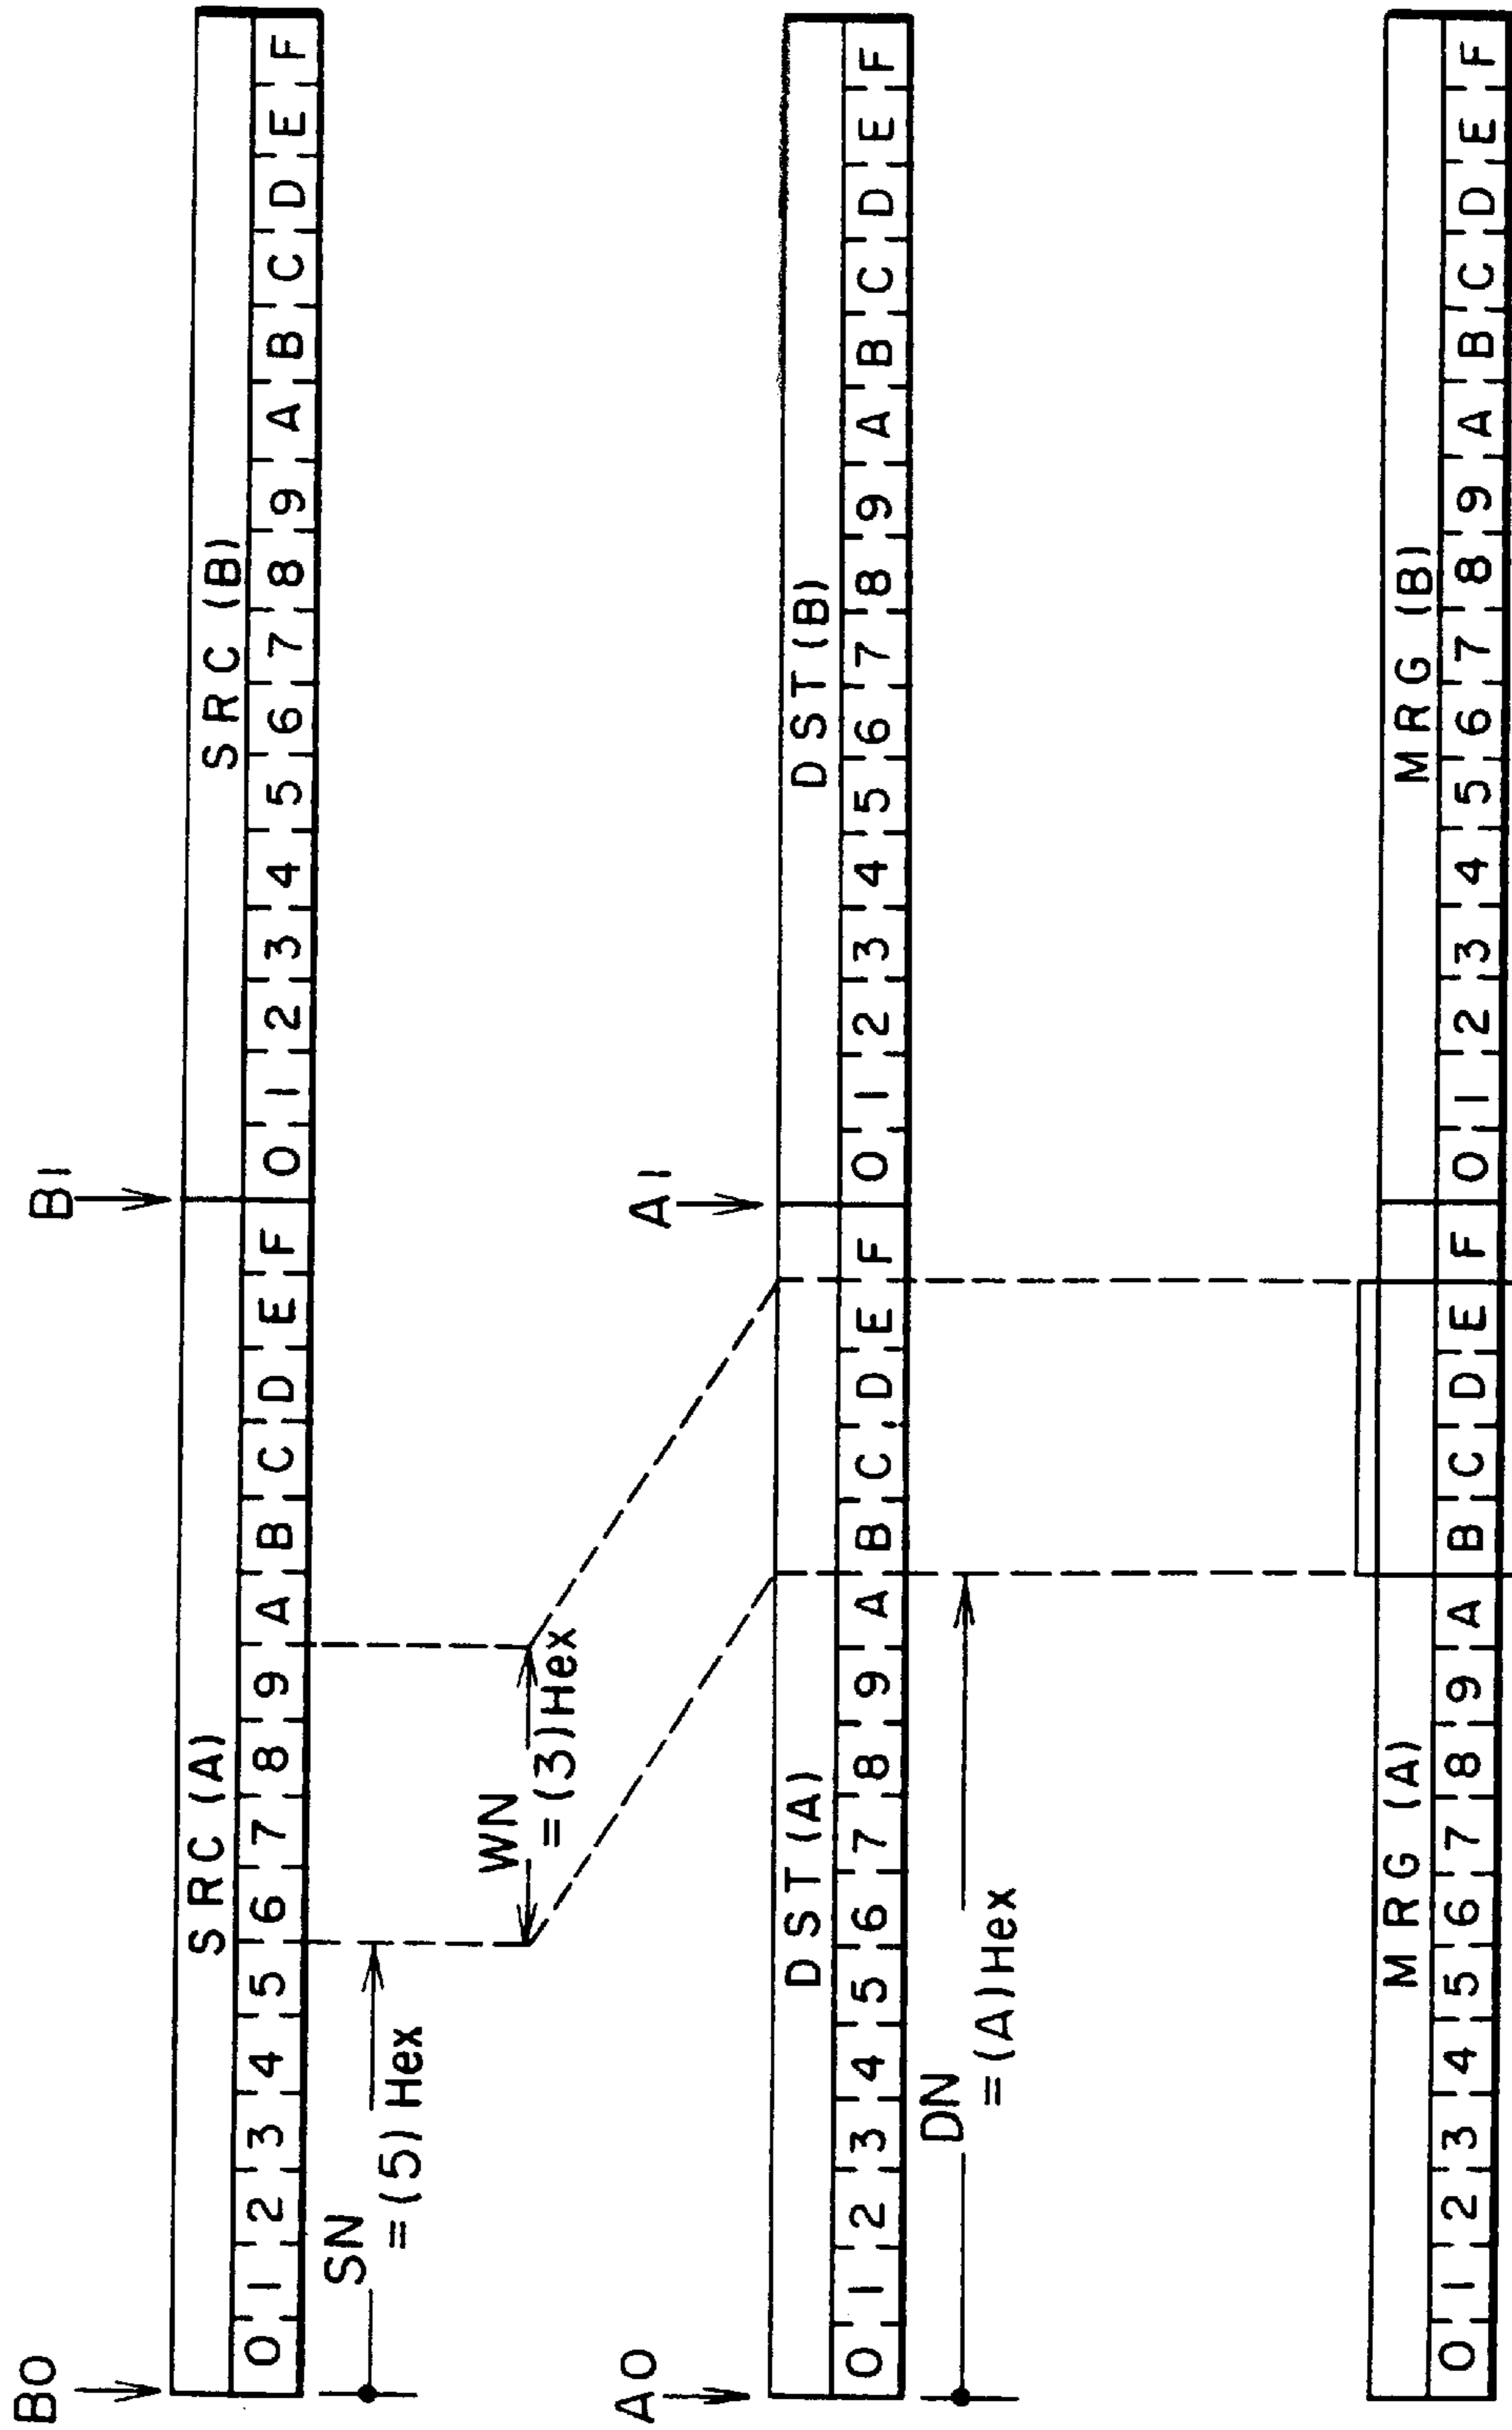 B0
B1
SRC (A)
SRC (B)
0 1 2 3 4 5 6 7 8 9 A B C D E F 0 1 2 3 4 5 6 7 8 9 A B C D E F
SN
=(5) Hex
WN
=(3)Hex
A0
A1
DST (A)
DST (B)
0 1 2 3 4 5 6 7 8 9 A B C D E F 0 1 2 3 4 5 6 7 8 9 A B C D E F
DN
=(A)Hex
MRG (A)
MRG (B)
0 1 2 3 4 5 6 7 8 9 A B C D E F 0 1 2 3 4 5 6 7 8 9 A B C D E F